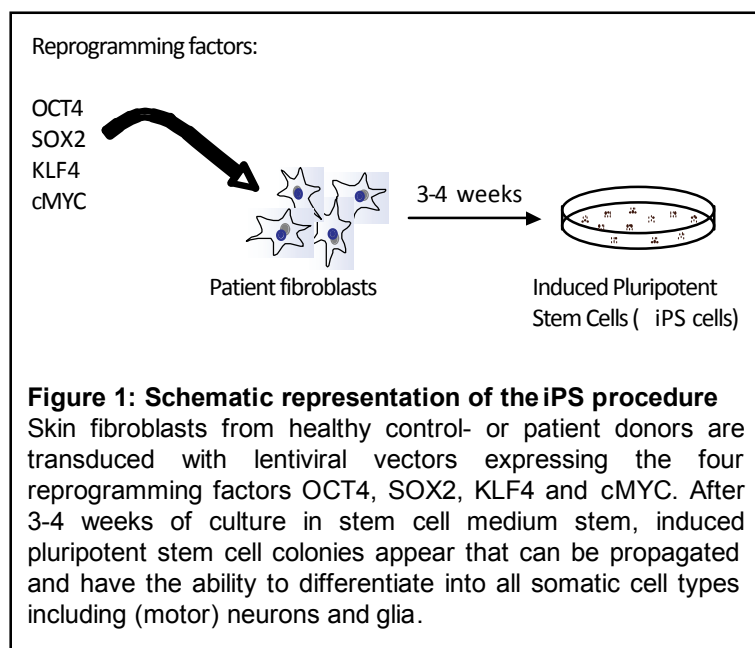 Reprogramming factors:
OCT4
SOX2
KLF4
cMYC
3-4 weeks
Patient fibroblasts
Induced Pluripotent
Stem Cells ( iPS cells)
Figure 1: Schematic representation of the iPS procedure
Skin fibroblasts from healthy control- or patient donors are
transduced with lentiviral vectors expressing the four
reprogramming factors OCT4, SOX2, KLF4 and cMYC. After
3-4 weeks of culture in stem cell medium stem, induced
pluripotent stem cell colonies appear that can be propagated
and have the ability to differentiate into all somatic cell types
including (motor) neurons and glia.